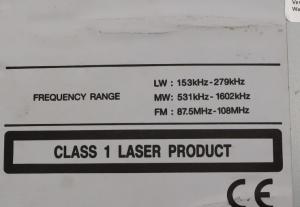 LW : 153kHz-279kHz
FREQUENCY RANGE MW: 531kHz-1602kHz
FM : 87.5MHz-108MHz
CLASS 1 LASER PRODUCT
CE